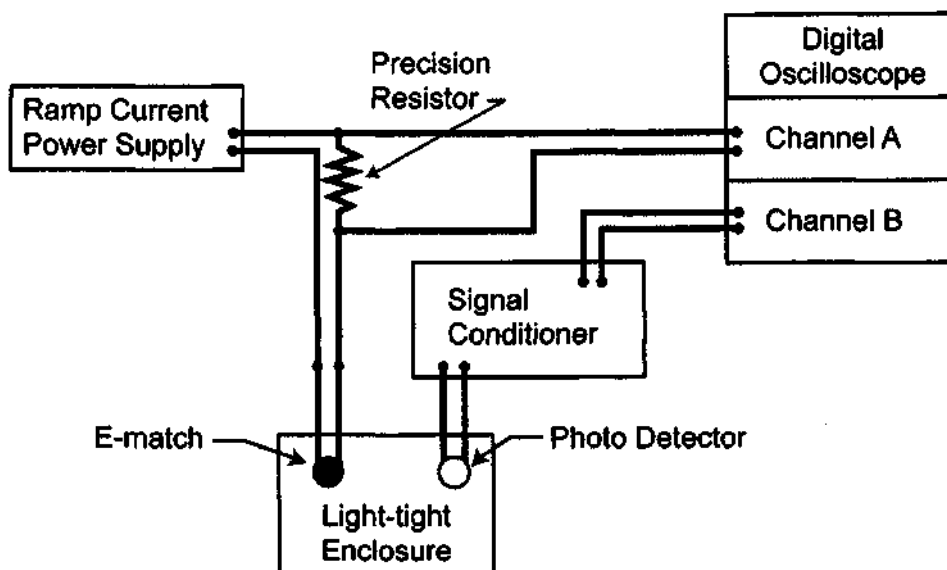 Ramp Current
Power Supply
Precision
Resistor
Digital
Oscilloscope
Channel A
Channel B
Signal
Conditioner
E-match
Photo Detector
Light-tight
Enclosure